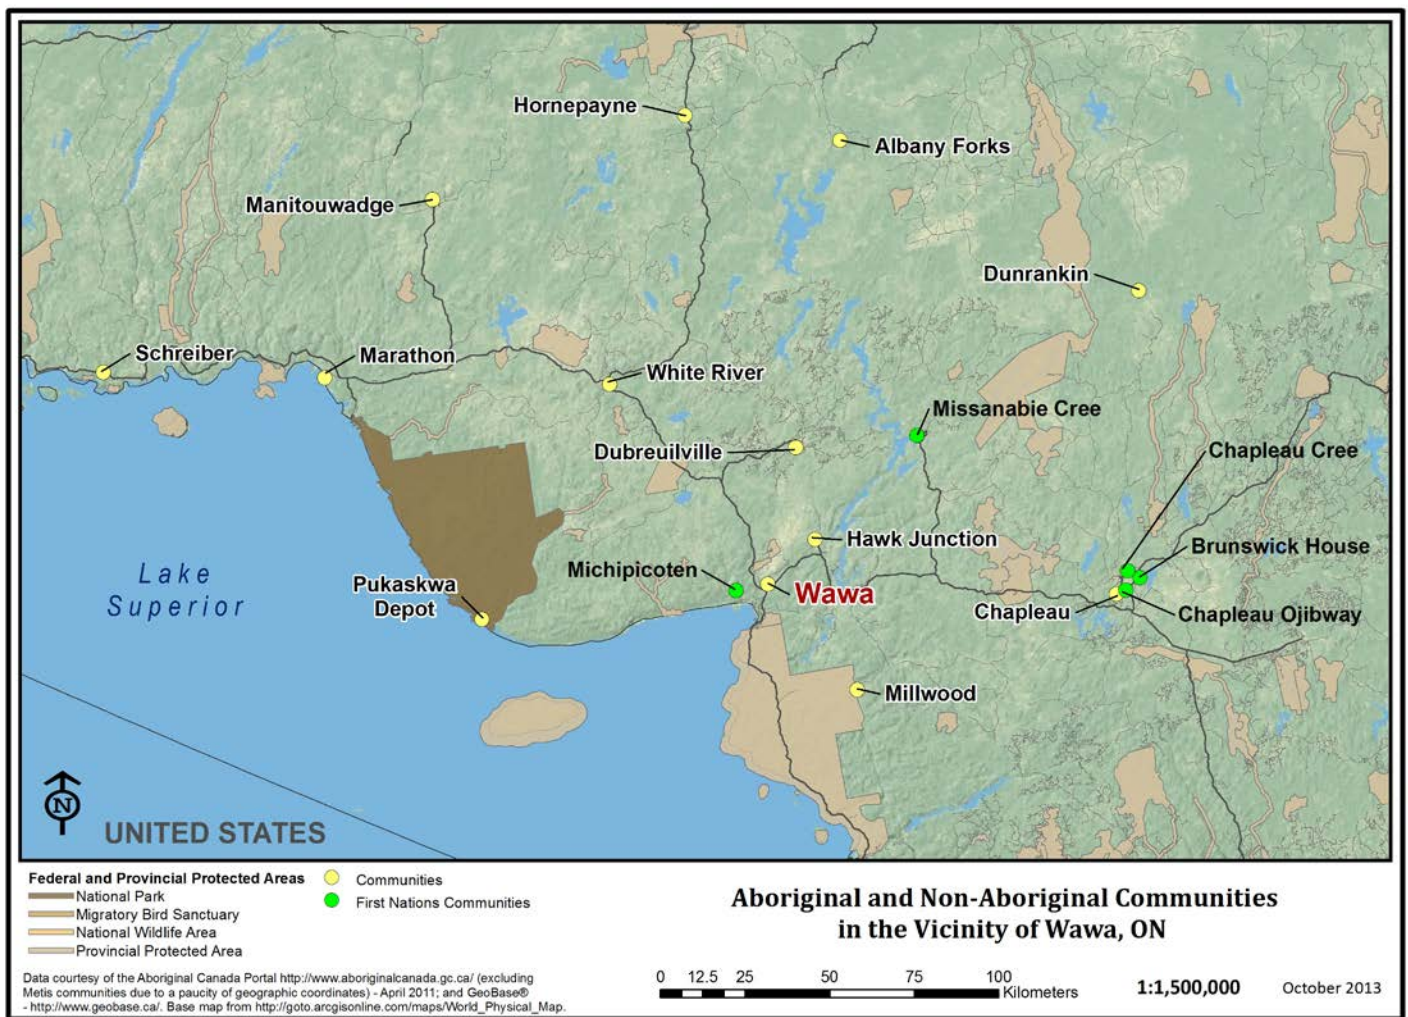 Hornepayne
Albany Forks
Manitouwadge
Dunrankin
Schreiber
Marathon
White River
Missanabie Cree
Dubreuilville
Chapleau Cree
Hawk Junction
Brunswick House
Lake
Superior
Michipicoten
Pukaskwa
Depot
Wawa
Chapleau
Chapleau Ojibway
Millwood
N
UNITED STATES
Federal and Provincial Protected Areas
National Park
Migratory Bird Sanctuary
National Wildlife Area
Provincial Protected Area
Communities
First Nations Communities
Aboriginal and Non-Aboriginal Communities
in the Vicinity of Wawa, ON
Data courtesy of the Aboriginal Canada Portal http://www.aboriginalcanada.gc.ca/ (excluding
Metis communities due to a paucity of geographic coordinates) - April 2011; and GeoBase®
- http://www.geobase.ca/. Base map from http://goto.arcgisonline.com/maps/World_Physical_Map.
0 12.5 25 50 75 100
Kilometers
1:1,500,000
October 2013